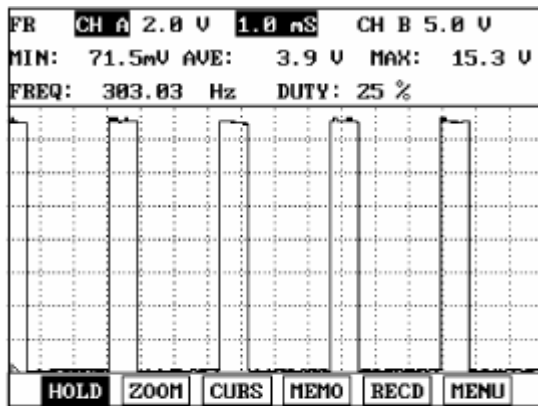 FR CH A 2.0 V 1.0 mS CH B 5.0 V
MIN: 71.5mV AVE: 3.9 V MAX: 15.3 V
FREQ: 303.03 Hz DUTY: 25 %
HOLD ZOOM CURS MEMO RECD MENU